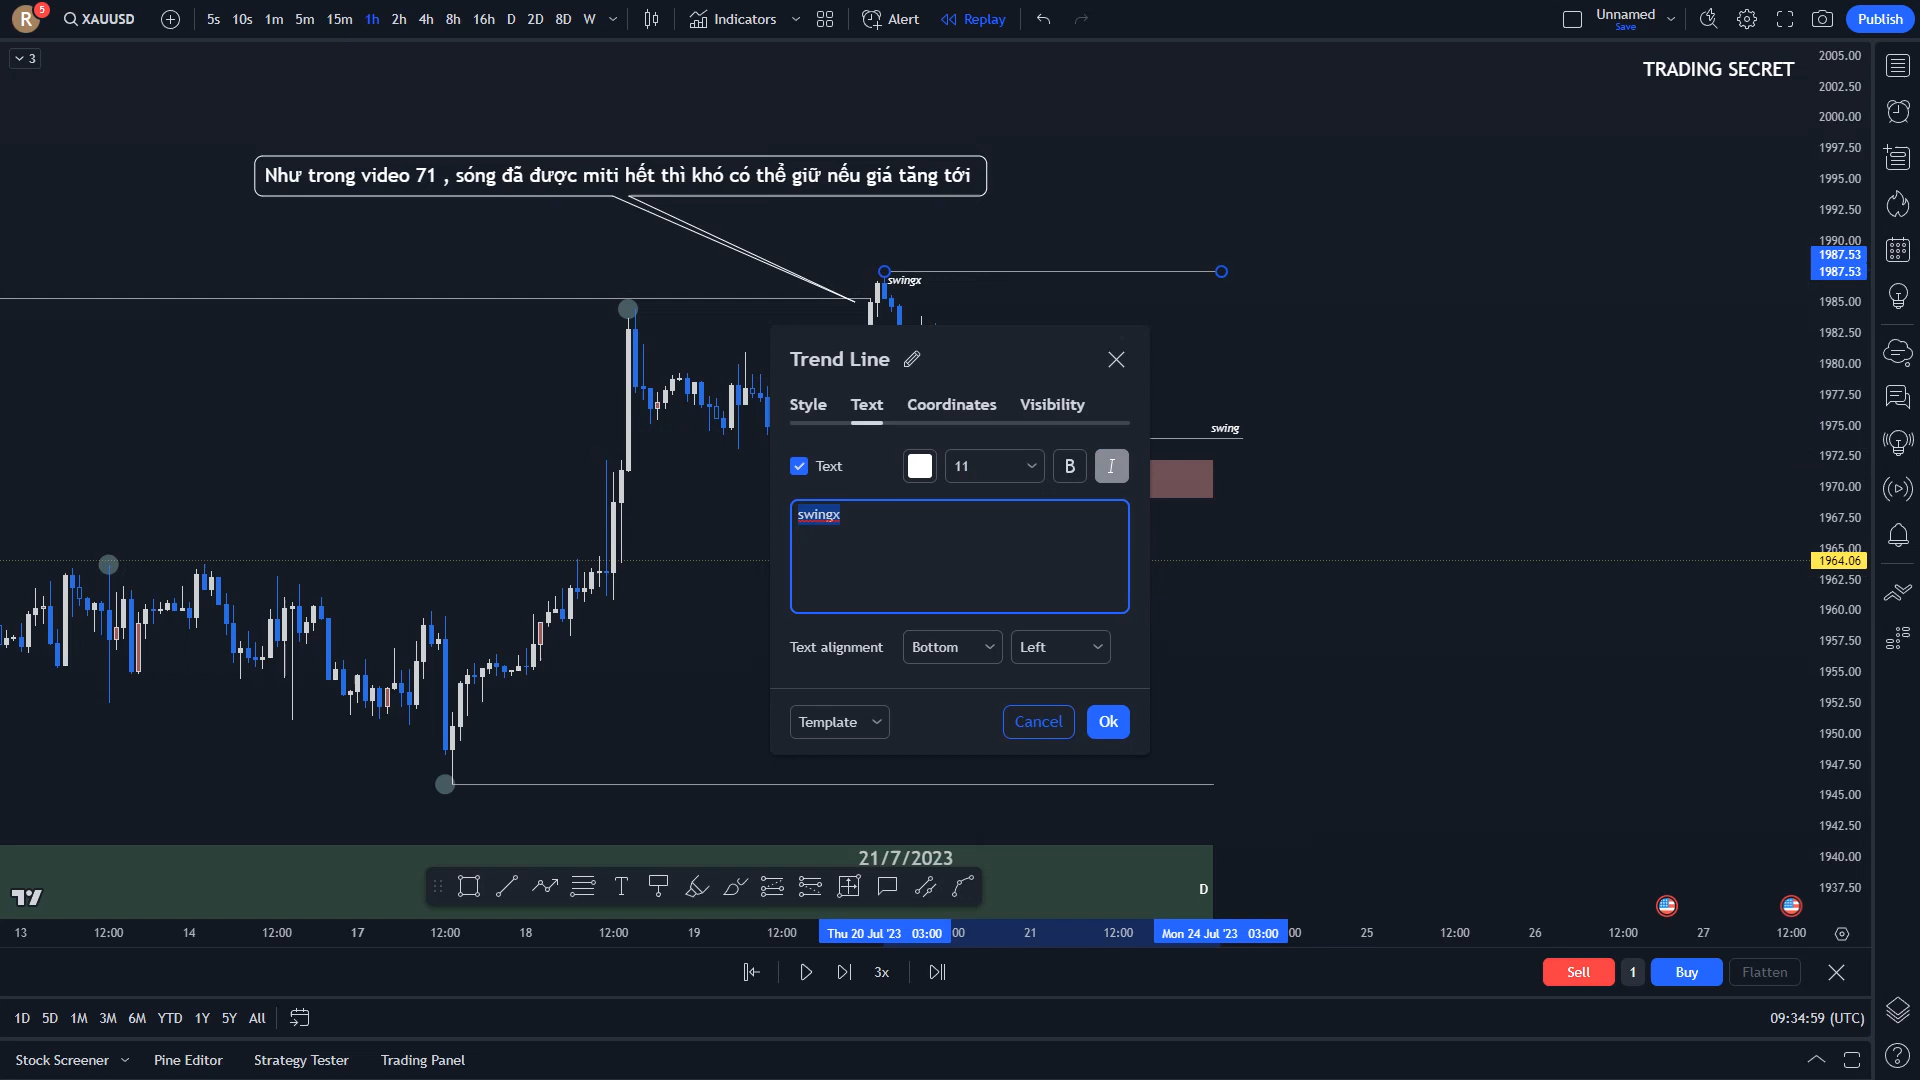 R 5 XAUUSD 5s 10s 1m 5m 15m 1h 2h 4h 8h 16h D 2D 8D W Indicators Alert Replay Unnamed Save Publish
3
TRADING SECRET
2005.00
2002.50
2000.00
1997.50
1995.00
1992.50
1990.00
1987.53
1987.53
1985.00
1982.50
1980.00
1977.50
1975.00
1972.50
1970.00
1967.50
1965.00
1964.06
1962.50
1960.00
1957.50
1955.00
1952.50
1950.00
1947.50
1945.00
1942.50
1940.00
1937.50
Như trong video 71 , sóng đã được miti hết thì khó có thể giữ nếu giá tăng tới
swingx
swing
Trend Line
Style Text Coordinates Visibility
Text 11 B I
swingx
Text alignment Bottom Left
Template Cancel Ok
21/7/2023
D
13 12:00 14 12:00 17 12:00 18 12:00 19 12:00 Thu 20 Jul '23 03:00 :00 21 12:00 Mon 24 Jul '23 03:00 :00 25 12:00 26 12:00 27 12:00
3x Sell 1 Buy Flatten
1D 5D 1M 3M 6M YTD 1Y 5Y All 09:34:59 (UTC)
Stock Screener Pine Editor Strategy Tester Trading Panel